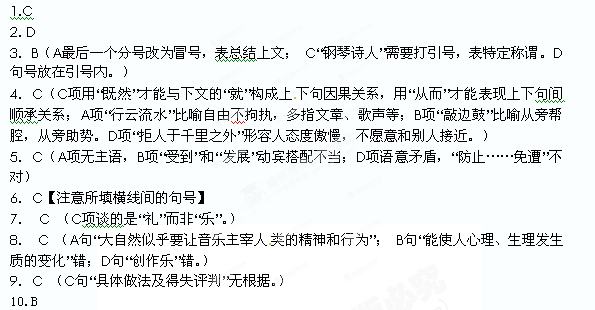 1.C
2.D
3. B（A最后一个分号改为冒号，表总结上文； C“钢琴诗人”需要打引号，表特定称谓。D
句号放在引号内。）
4. C（C项用“既然”才能与下文的“就”构成上下句因果关系，用“从而”才能表现上下句间
顺承关系； A项“行云流水”比喻自由不拘执，多指文章、歌声等；B项“敲边鼓”比喻从旁帮
腔，从旁助势。D项“拒人于千里之外”形容人态度傲慢，不愿意和别人接近。）
5. C（A项无主语，B项“受到”和“发展”动宾搭配不当；D项语意矛盾，“防止……免遭”不
对）
6. C【注意所填横线间的句号】
7. C （C项谈的是“礼”而非“乐”。）
8. C （A句“大自然似乎要让音乐主宰人类的精神和行为”； B句“能使人心理、生理发生
质的变化”错；D句“创作乐”错。）
9. C （C句“具体做法及得失评判”无根据。）
10.B